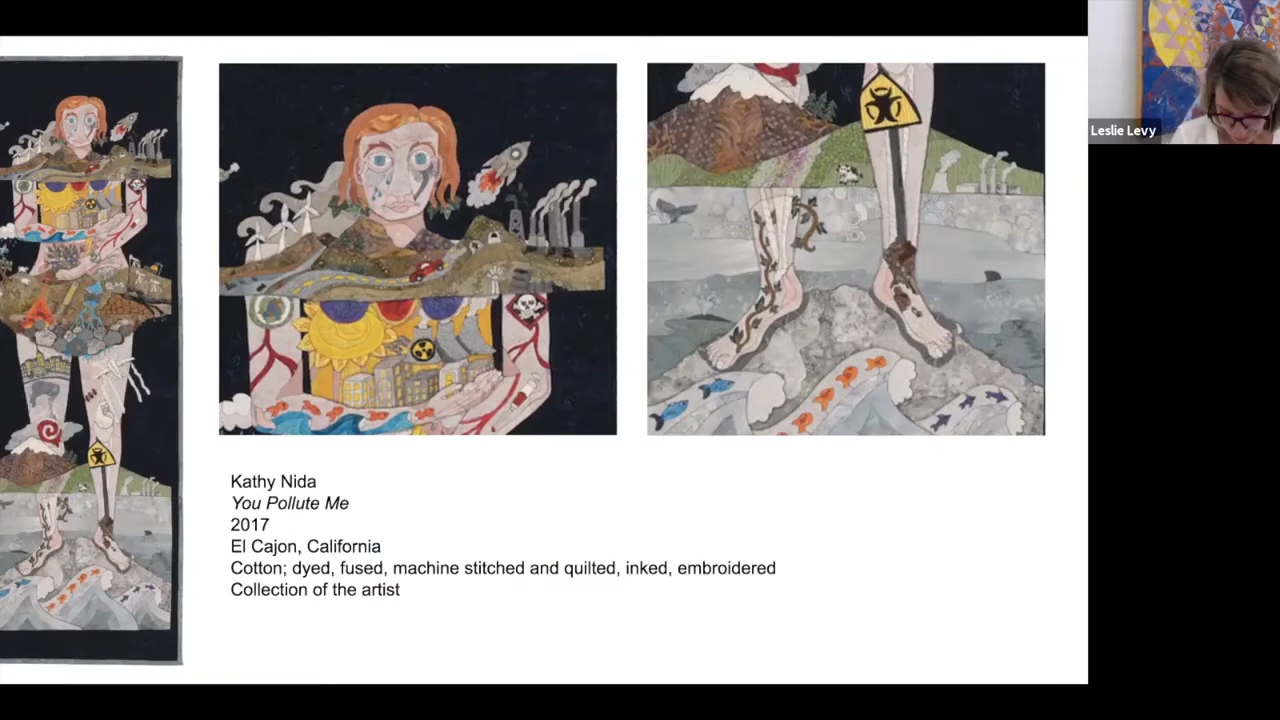 Kathy Nida
You Pollute Me
2017
El Cajon, California
Cotton; dyed, fused, machine stitched and quilted, inked, embroidered
Collection of the artist
Leslie Levy